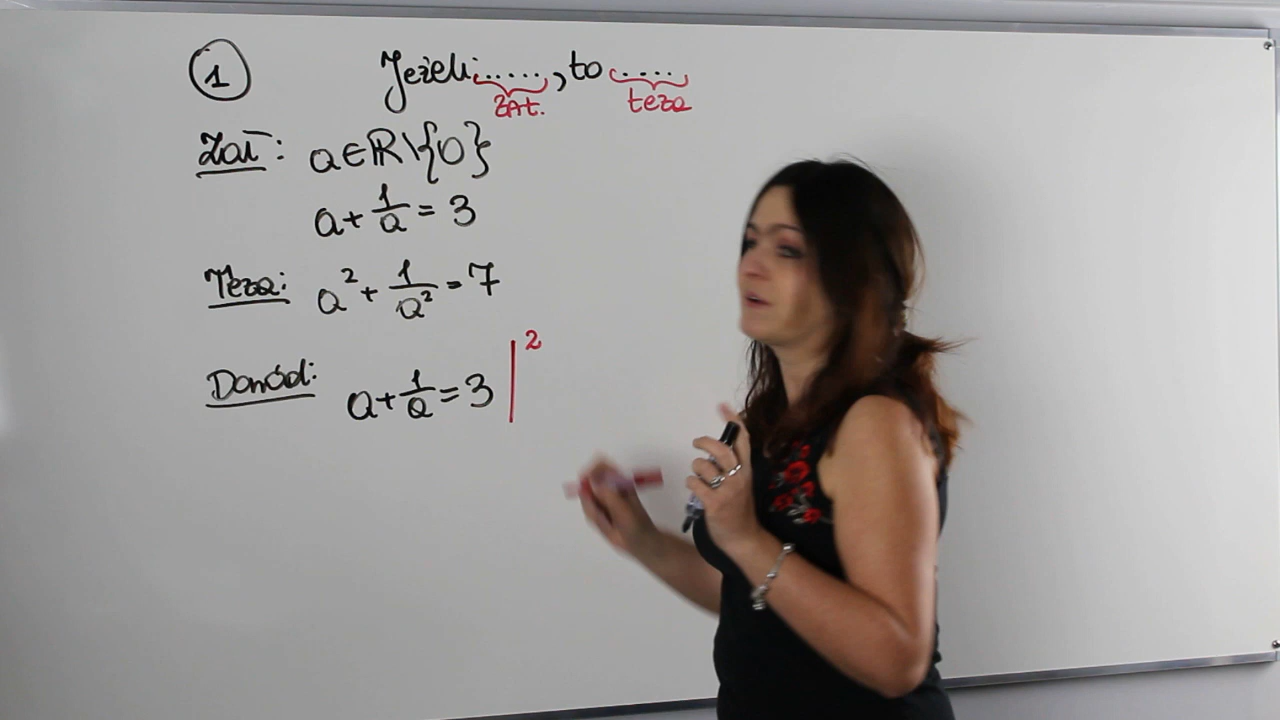 1 Jeżeli ....., to ....
zał. teza
Zał: a∈ℝ\{0}
a+1/a=3
Teza: a²+1/a²=7
Dowód: a+1/a=3 |²